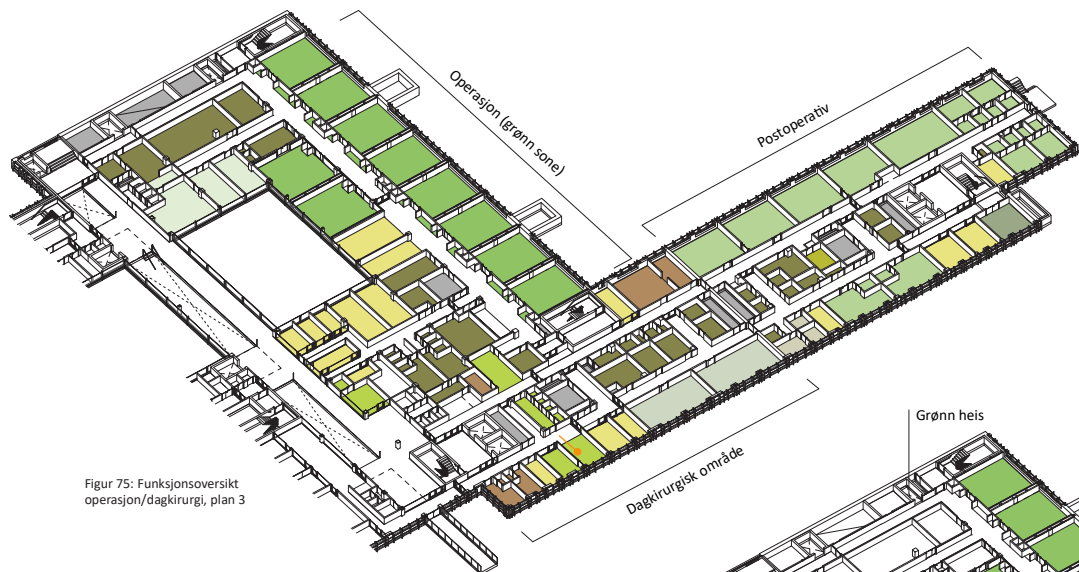 Operasjon (grønn sone)
Postoperativ
Grønn heis
Dagkirurgisk område
Figur 75: Funksjonsoversikt
operasjon/dagkirurgi, plan 3